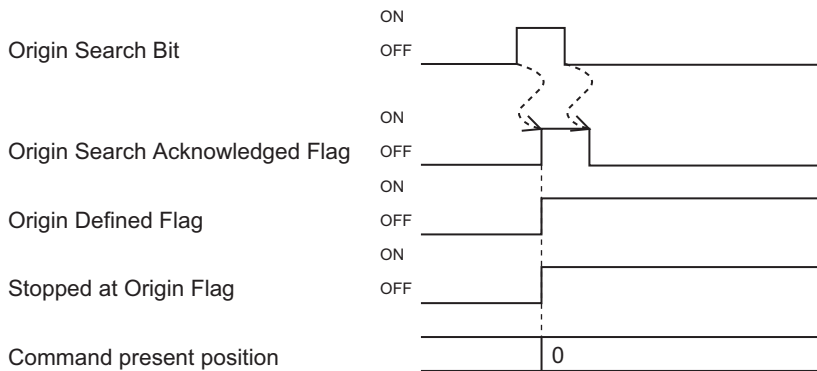 ON
Origin Search Bit OFF
ON
Origin Search Acknowledged Flag OFF
ON
Origin Defined Flag OFF
ON
Stopped at Origin Flag OFF
Command present position 0